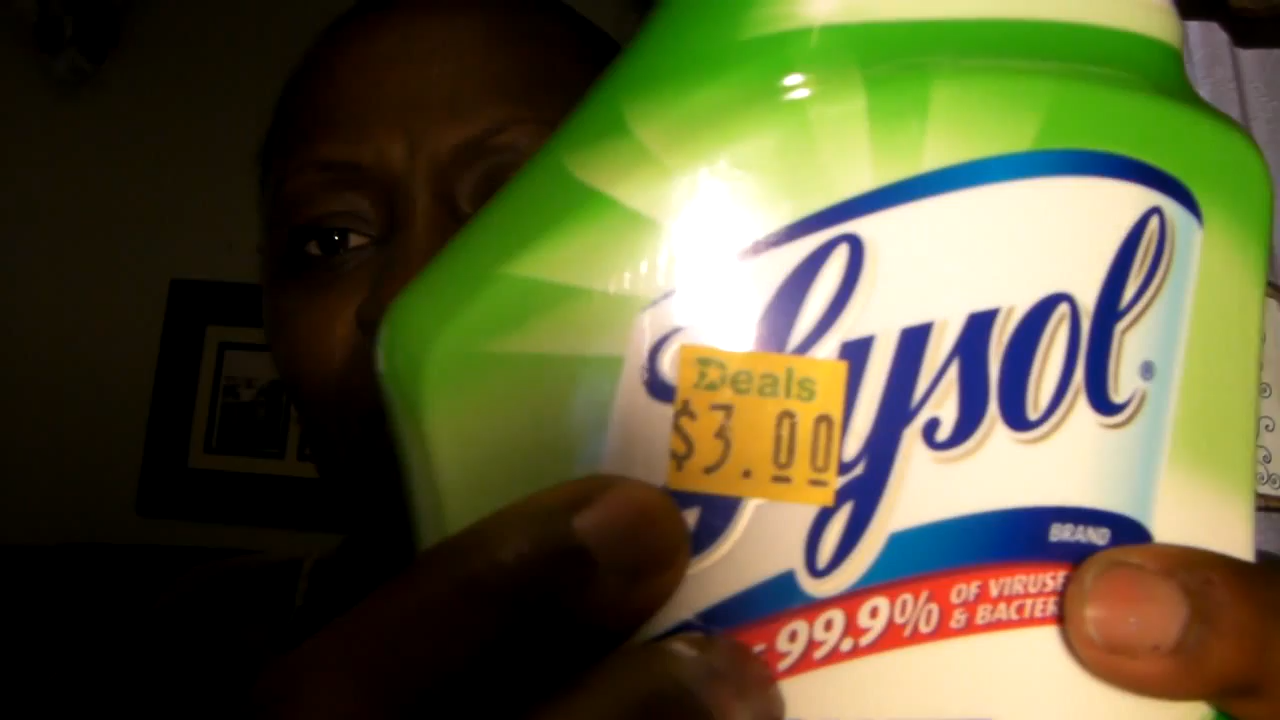 Lysol®
Deals
$3.00
BRAND
99.9% OF VIRUSE
& BACTER